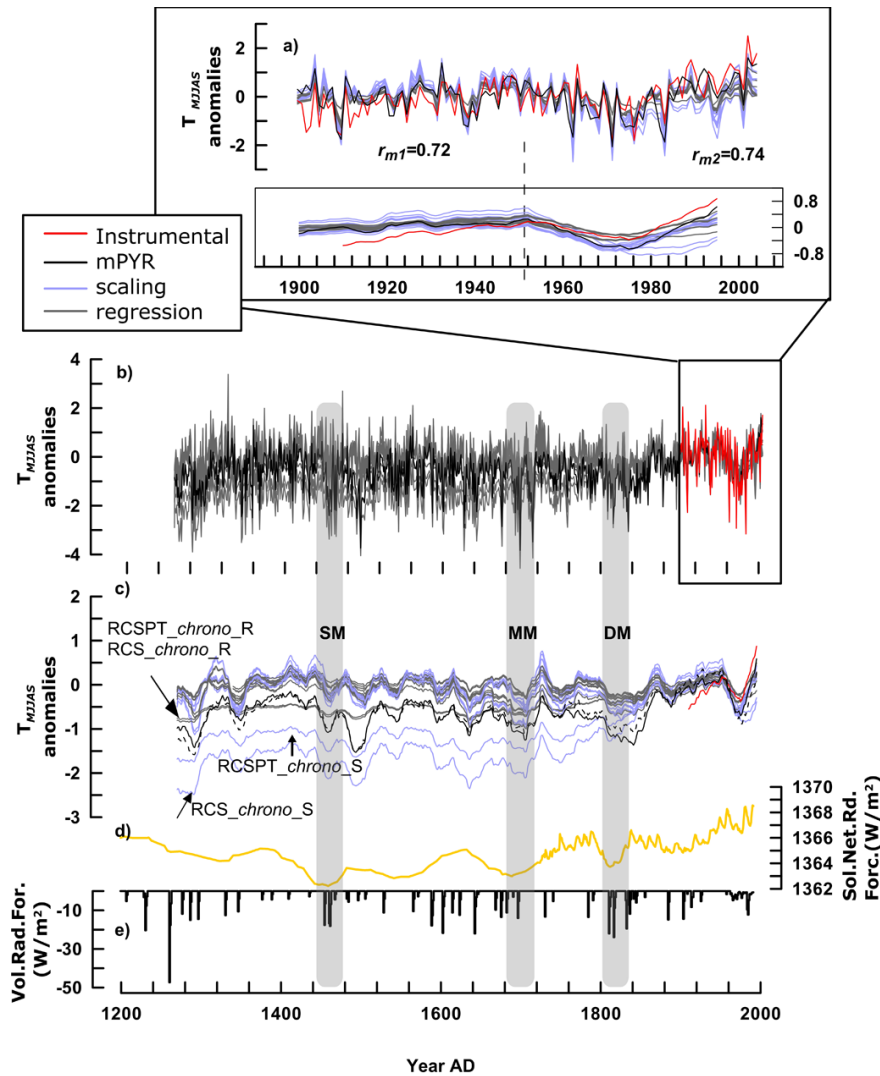 a)
2
0
-2
T MJJAS
anomalies
r m1=0.72
r m2=0.74
0.8
0
-0.8
1900
1920
1940
1960
1980
2000
Instrumental
mPYR
scaling
regression
b)
4
2
0
-2
-4
T MJJAS
anomalies
c)
2
1
0
-1
-2
-3
T MJJAS
anomalies
RCSPT_chrono_R
RCS_chrono_R
SM
MM
DM
RCSPT_chrono_S
RCS_chrono_S
d)
1370
1368
1366
1364
1362
Sol.Net.Rd.
Forc.(W/m²)
e)
-10
-30
-50
Vol.Rad.For.
(W/m²)
1200
1400
1600
1800
2000
Year AD